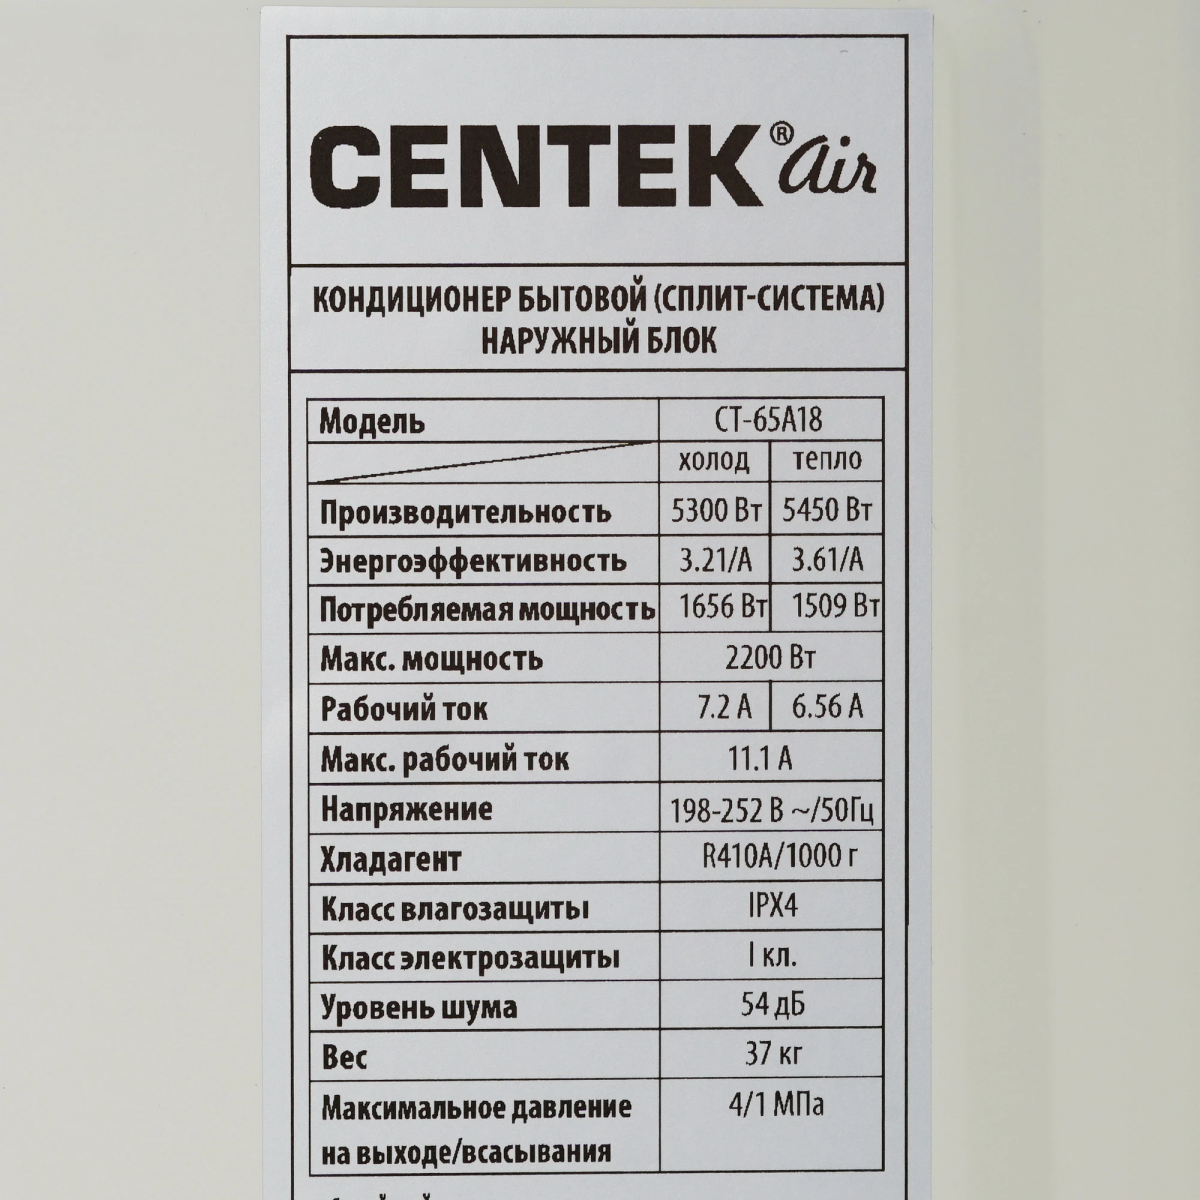 CENTEK® air
КОНДИЦИОНЕР БЫТОВОЙ (СПЛИТ-СИСТЕМА)
НАРУЖНЫЙ БЛОК
Модель CT-65A18
холод тепло
Производительность 5300 Вт 5450 Вт
Энергоэффективность 3.21/A 3.61/A
Потребляемая мощность 1656 Вт 1509 Вт
Макс. мощность 2200 Вт
Рабочий ток 7.2 А 6.56 А
Макс. рабочий ток 11.1 А
Напряжение 198-252 В ~/50Гц
Хладагент R410A/1000 г
Класс влагозащиты IPX4
Класс электрозащиты I кл.
Уровень шума 54 дБ
Вес 37 кг
Максимальное давление 4/1 МПа
на выходе/всасывания